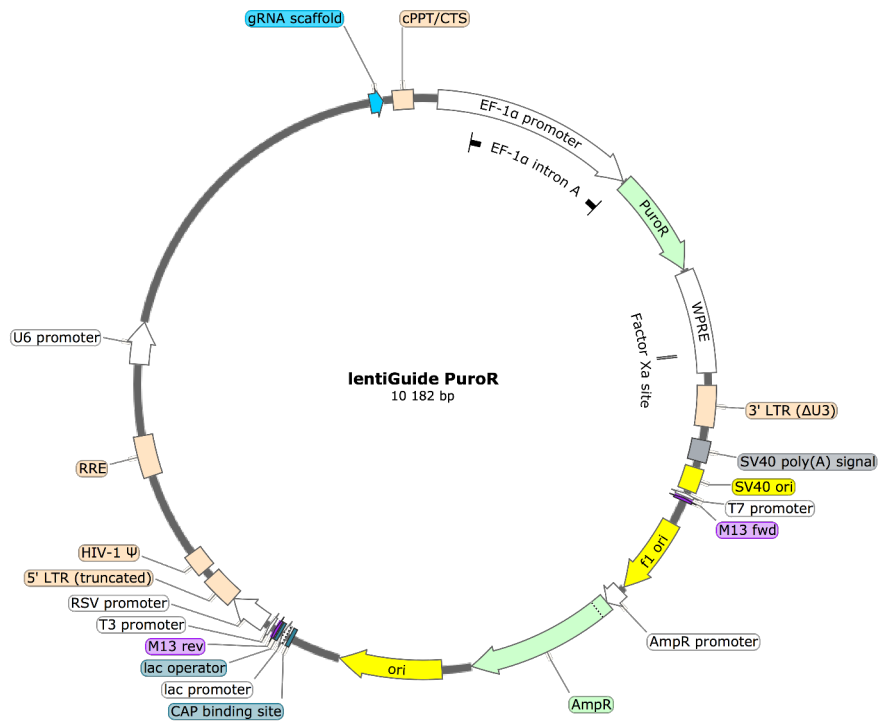 gRNA scaffold
cPPT/CTS
EF-1α promoter
EF-1α intron A
PuroR
WPRE
Factor Xa site
U6 promoter
lentiGuide PuroR
10 182 bp
3' LTR (ΔU3)
SV40 poly(A) signal
RRE
SV40 ori
T7 promoter
M13 fwd
f1 ori
HIV-1 Ψ
5' LTR (truncated)
RSV promoter
T3 promoter
M13 rev
lac operator
lac promoter
CAP binding site
ori
AmpR promoter
AmpR